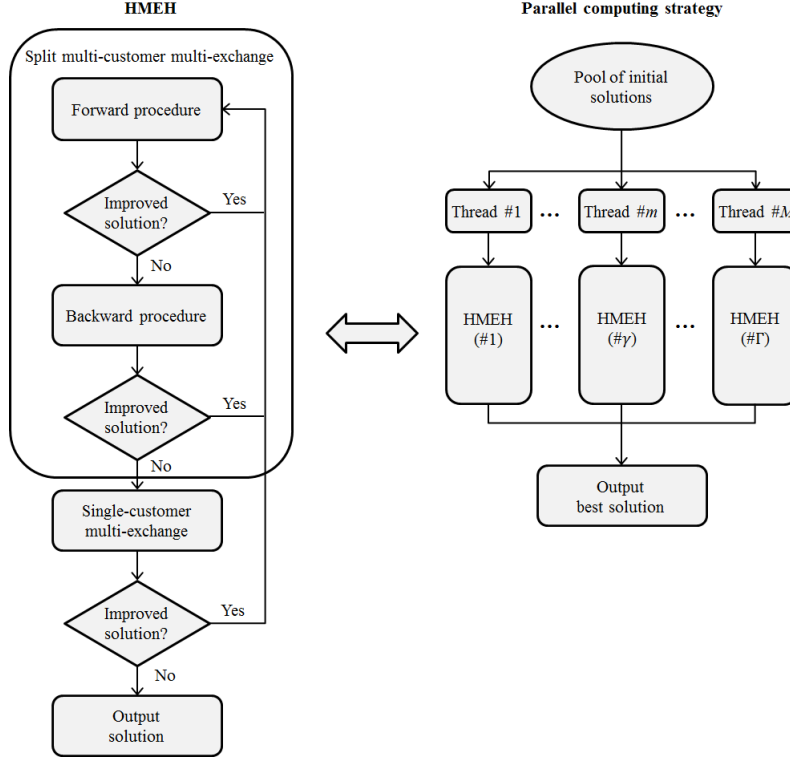 HMEH
Split multi-customer multi-exchange
Forward procedure
Improved
solution?
Yes
No
Backward procedure
Improved
solution?
Yes
No
Single-customer
multi-exchange
Improved
solution?
Yes
No
Output
solution
Parallel computing strategy
Pool of initial
solutions
Thread #1 ... Thread #m ... Thread #M
HMEH
(#1)
...
HMEH
(#γ)
...
HMEH
(#Γ)
Output
best solution